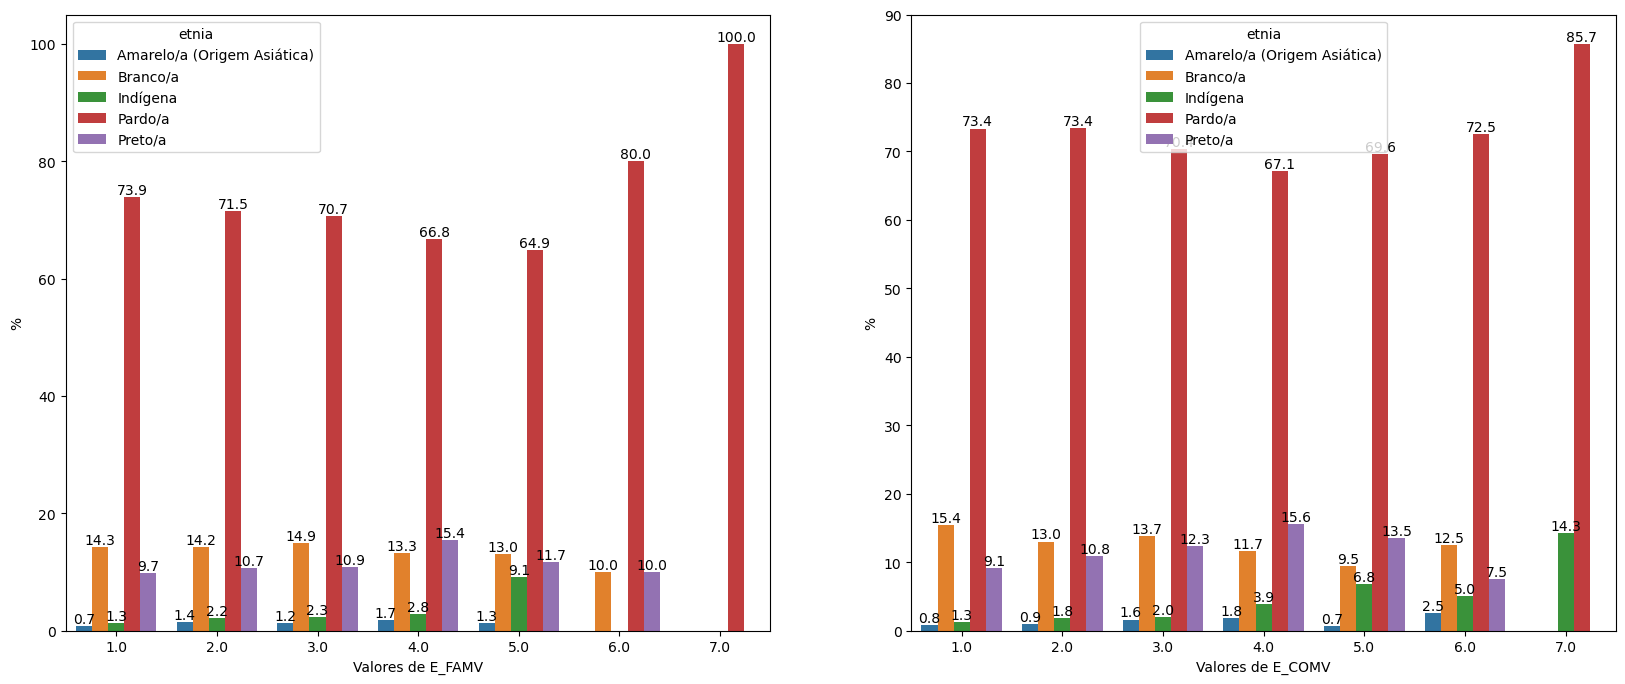 etnia
Amarelo/a (Origem Asiática)
Branco/a
Indígena
Pardo/a
Preto/a
%
100
80
60
40
20
0
0.7 14.3 1.3 73.9 9.7
1.4 14.2 2.2 71.5 10.7
1.2 14.9 2.3 70.7 10.9
1.7 13.3 2.8 66.8 15.4
1.3 13.0 9.1 64.9 11.7
10.0 80.0 10.0
100.0
1.0 2.0 3.0 4.0 5.0 6.0 7.0
Valores de E_FAMV
etnia
Amarelo/a (Origem Asiática)
Branco/a
Indígena
Pardo/a
Preto/a
%
90
80
70
60
50
40
30
20
10
0
0.8 15.4 1.3 73.4 9.1
0.9 13.0 1.8 73.4 10.8
1.6 13.7 2.0 12.3
1.8 11.7 3.9 67.1 15.6
0.7 9.5 6.8 69.6 13.5
2.5 12.5 5.0 72.5 7.5
14.3 85.7
1.0 2.0 3.0 4.0 5.0 6.0 7.0
Valores de E_COMV